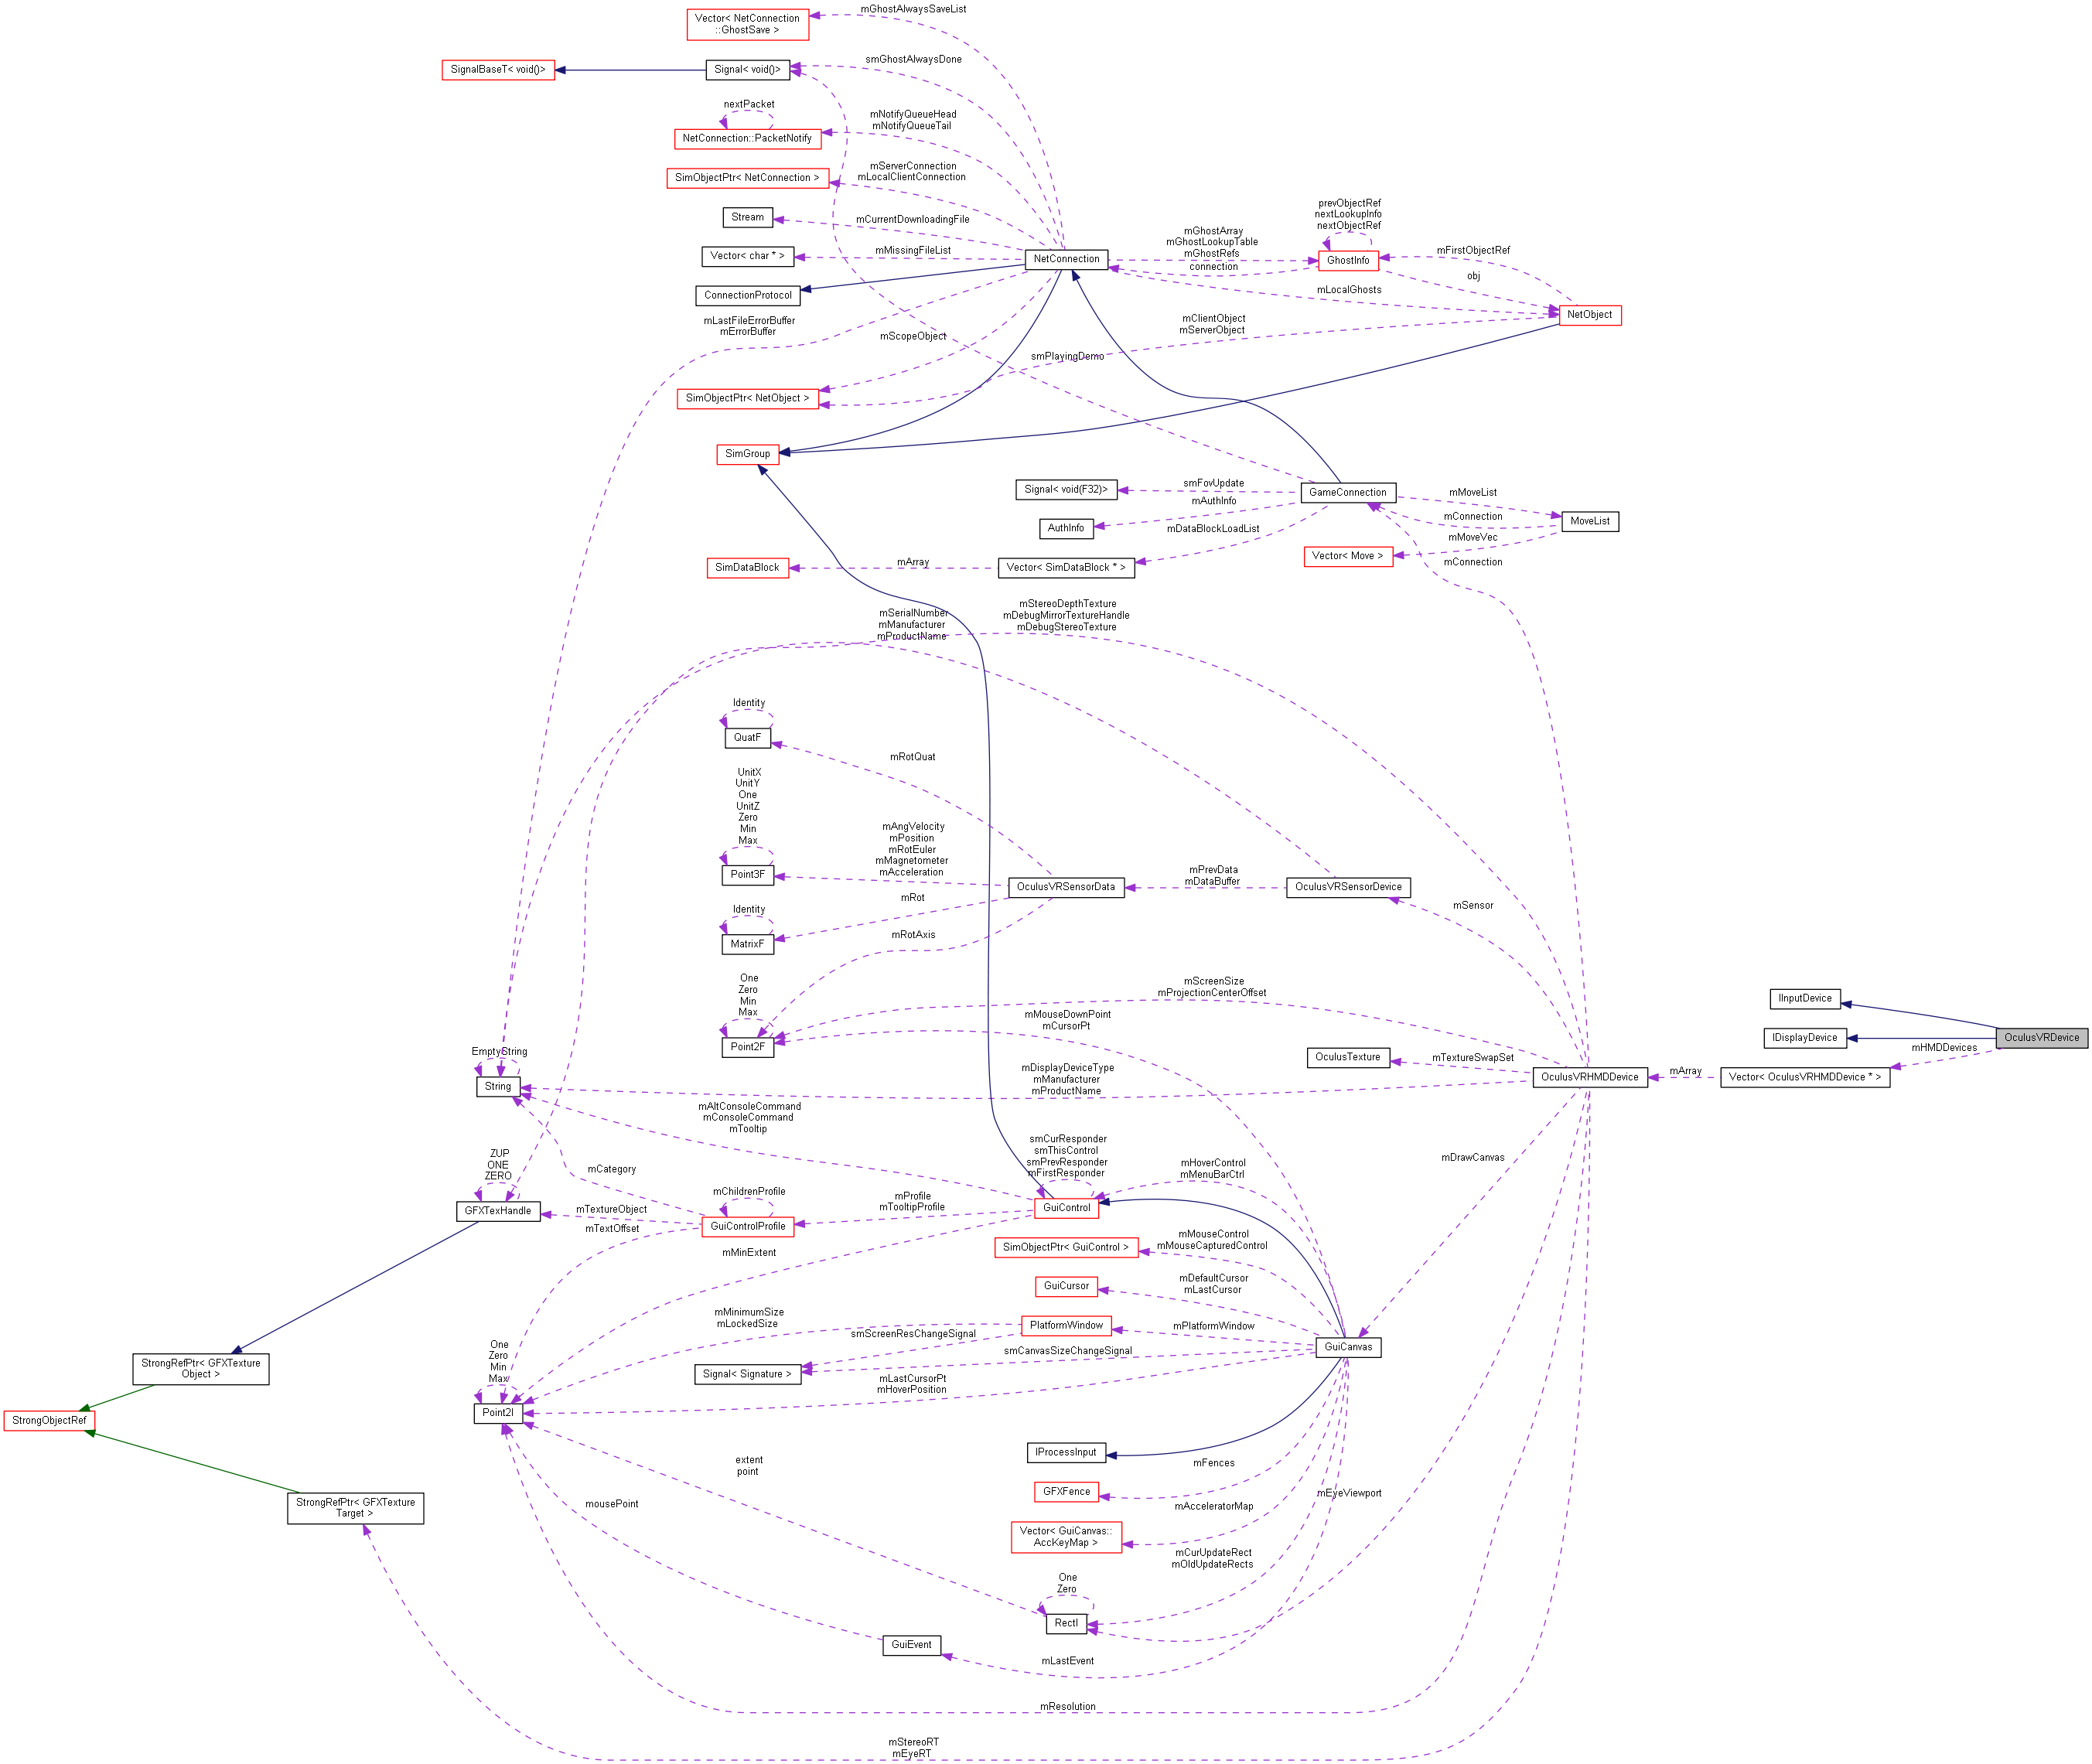 mGhostAlwaysSaveList
Vector< NetConnection
::GhostSave >
smGhostAlwaysDone
SignalBaseT< void()>
Signal< void()>
nextPacket
mNotifyQueueHead
mNotifyQueueTail
NetConnection::PacketNotify
mServerConnection
mLocalClientConnection
SimObjectPtr< NetConnection >
Stream
mCurrentDownloadingFile
Vector< char * >
mMissingFileList
NetConnection
mGhostArray
mGhostLookupTable
mGhostRefs
connection
prevObjectRef
nextLookupInfo
nextObjectRef
GhostInfo
mFirstObjectRef
obj
ConnectionProtocol
mLocalGhosts
NetObject
mLastFileErrorBuffer
mErrorBuffer
mScopeObject
mClientObject
mServerObject
smPlayingDemo
SimObjectPtr< NetObject >
SimGroup
Signal< void(F32)>
smFovUpdate
GameConnection
mMoveList
mAuthInfo
AuthInfo
mConnection
MoveList
mDataBlockLoadList
mMoveVec
Vector< Move >
mConnection
SimDataBlock
mArray
Vector< SimDataBlock * >
mSerialNumber
mManufacturer
mProductName
mStereoDepthTexture
mDebugMirrorTextureHandle
mDebugStereoTexture
Identity
QuatF
mRotQuat
UnitX
UnitY
One
UnitZ
Zero
Min
Max
Point3F
mAngVelocity
mPosition
mRotEuler
mMagnetometer
mAcceleration
OculusVRSensorData
mPrevData
mDataBuffer
OculusVRSensorDevice
mSensor
mRot
Identity
MatrixF
mRotAxis
One
Zero
Min
Max
Point2F
mScreenSize
mProjectionCenterOffset
mMouseDownPoint
mCursorPt
IInputDevice
IDisplayDevice
OculusVRDevice
mHMDDevices
OculusTexture
mTextureSwapSet
OculusVRHMDDevice
mArray
Vector< OculusVRHMDDevice * >
EmptyString
String
mDisplayDeviceType
mManufacturer
mProductName
mAltConsoleCommand
mConsoleCommand
mTooltip
smCurResponder
smThisControl
smPrevResponder
mFirstResponder
mHoverControl
mMenuBarCtrl
mDrawCanvas
ZUP
ONE
ZERO
GFXTexHandle
mCategory
mChildrenProfile
mTextureObject
mTextOffset
GuiControlProfile
mProfile
mTooltipProfile
GuiControl
mMinExtent
SimObjectPtr< GuiControl >
mMouseControl
mMouseCapturedControl
GuiCursor
mDefaultCursor
mLastCursor
mMinimumSize
mLockedSize
smScreenResChangeSignal
PlatformWindow
mPlatformWindow
GuiCanvas
smCanvasSizeChangeSignal
Signal< Signature >
mLastCursorPt
mHoverPosition
One
Zero
Min
Max
Point2I
StrongRefPtr< GFXTexture
Object >
StrongObjectRef
IProcessInput
extent
point
mFences
GFXFence
mousePoint
mAcceleratorMap
mEyeViewport
StrongRefPtr< GFXTexture
Target >
Vector< GuiCanvas::
AccKeyMap >
mCurUpdateRect
mOldUpdateRects
One
Zero
RectI
GuiEvent
mLastEvent
mResolution
mStereoRT
mEyeRT